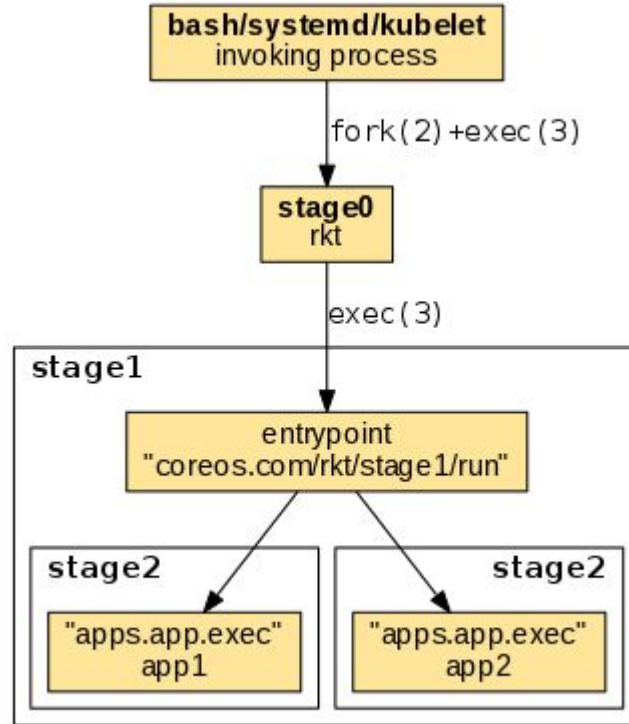 bash/systemd/kubelet
invoking process
fork(2)+exec(3)
stage0
rkt
exec(3)
stage1
entrypoint
"coreos.com/rkt/stage1/run"
stage2
"apps.app.exec"
app1
stage2
"apps.app.exec"
app2